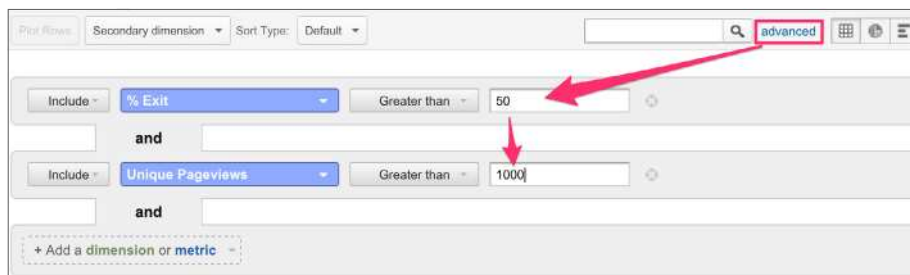 Plot Rows Secondary dimension Sort Type: Default advanced
Include % Exit Greater than 50
and
Include Unique Pageviews Greater than 1000
and
+ Add a dimension or metric